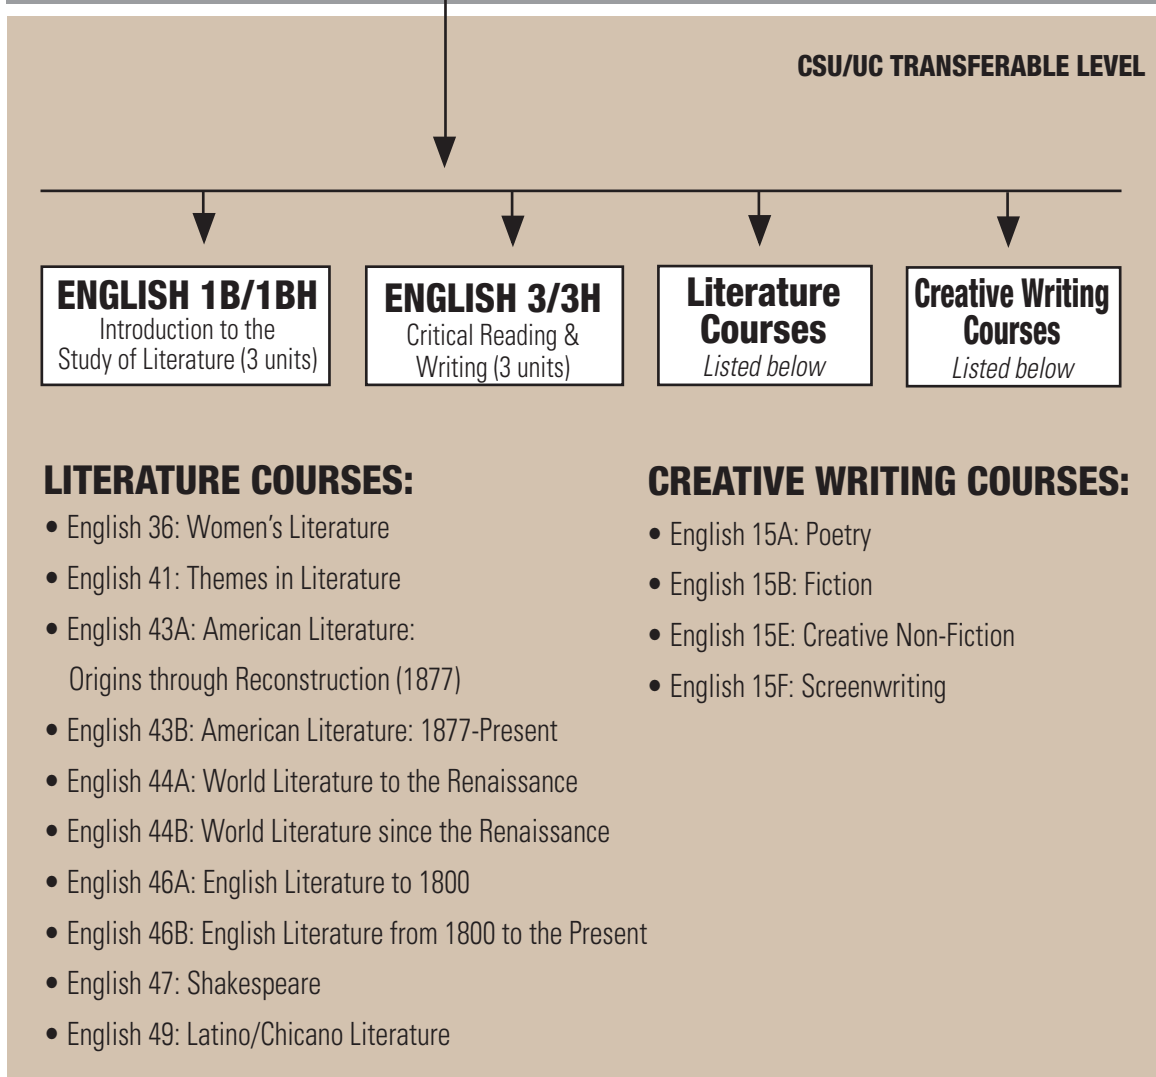 CSU/UC TRANSFERABLE LEVEL
ENGLISH 1B/1BH
Introduction to the
Study of Literature (3 units)
ENGLISH 3/3H
Critical Reading &
Writing (3 units)
Literature
Courses
Listed below
Creative Writing
Courses
Listed below
LITERATURE COURSES:
• English 36: Women’s Literature
• English 41: Themes in Literature
• English 43A: American Literature:
Origins through Reconstruction (1877)
• English 43B: American Literature: 1877-Present
• English 44A: World Literature to the Renaissance
• English 44B: World Literature since the Renaissance
• English 46A: English Literature to 1800
• English 46B: English Literature from 1800 to the Present
• English 47: Shakespeare
• English 49: Latino/Chicano Literature
CREATIVE WRITING COURSES:
• English 15A: Poetry
• English 15B: Fiction
• English 15E: Creative Non-Fiction
• English 15F: Screenwriting